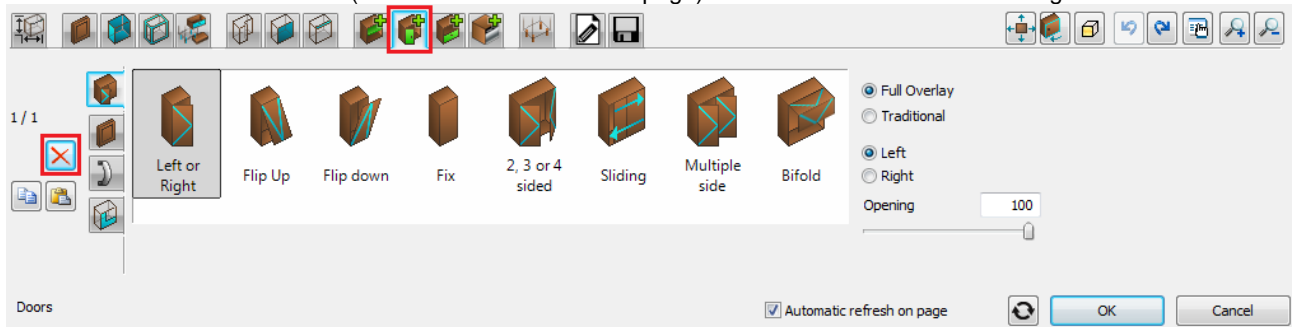 page)
1 / 1
Left or
Right
Flip Up
Flip down
Fix
2, 3 or 4
sided
Sliding
Multiple
side
Bifold
Full Overlay
Traditional
Left
Right
Opening
100
Doors
Automatic refresh on page
OK
Cancel